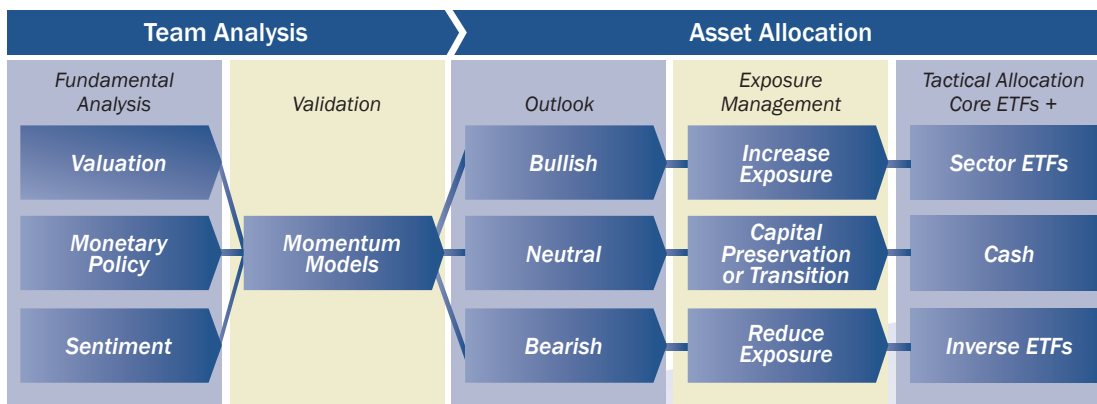 Team Analysis
Asset Allocation
Fundamental
Analysis
Validation
Outlook
Exposure
Management
Tactical Allocation
Core ETFs +
Valuation
Monetary
Policy
Sentiment
Momentum
Models
Bullish
Neutral
Bearish
Increase
Exposure
Capital
Preservation
or Transition
Reduce
Exposure
Sector ETFs
Cash
Inverse ETFs